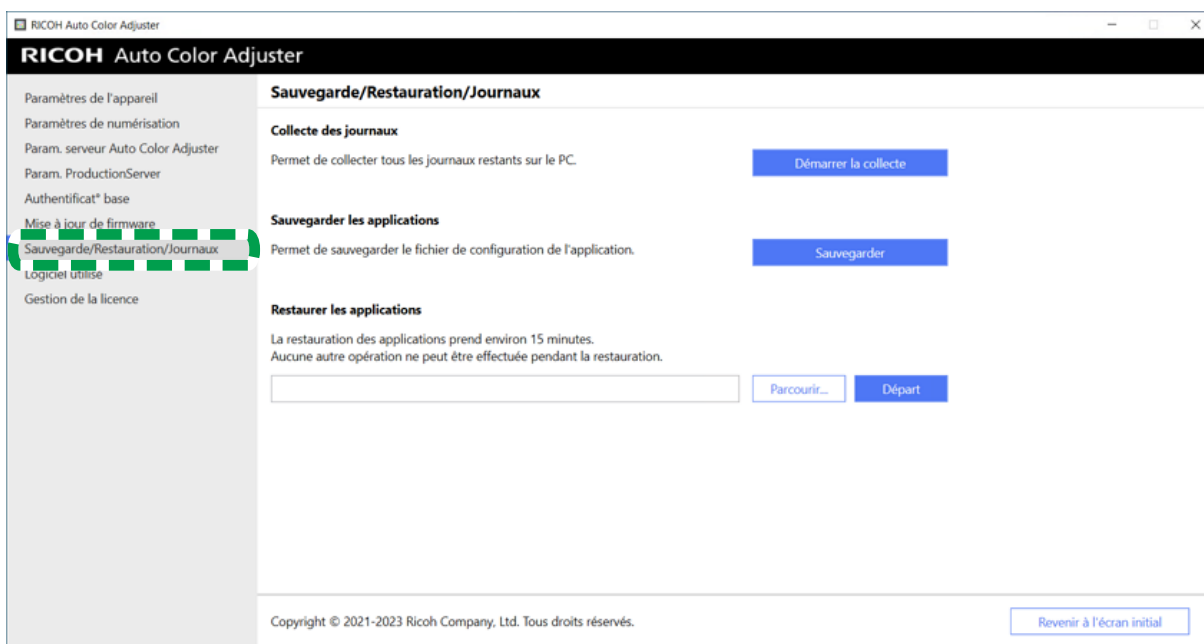 RICOH Auto Color Adjuster
RICOH Auto Color Adjuster
Paramètres de l'appareil
Paramètres de numérisation
Param. serveur Auto Color Adjuster
Param. ProductionServer
Authentificat° base
Mise à jour de firmware
Sauvegarde/Restauration/Journaux
Logiciel utilisé
Gestion de la licence
Sauvegarde/Restauration/Journaux
Collecte des journaux
Permet de collecter tous les journaux restants sur le PC.
Démarrer la collecte
Sauvegarder les applications
Permet de sauvegarder le fichier de configuration de l'application.
Sauvegarder
Restaurer les applications
La restauration des applications prend environ 15 minutes.
Aucune autre opération ne peut être effectuée pendant la restauration.
Parcourir...
Départ
Copyright © 2021-2023 Ricoh Company, Ltd. Tous droits réservés.
Revenir à l'écran initial